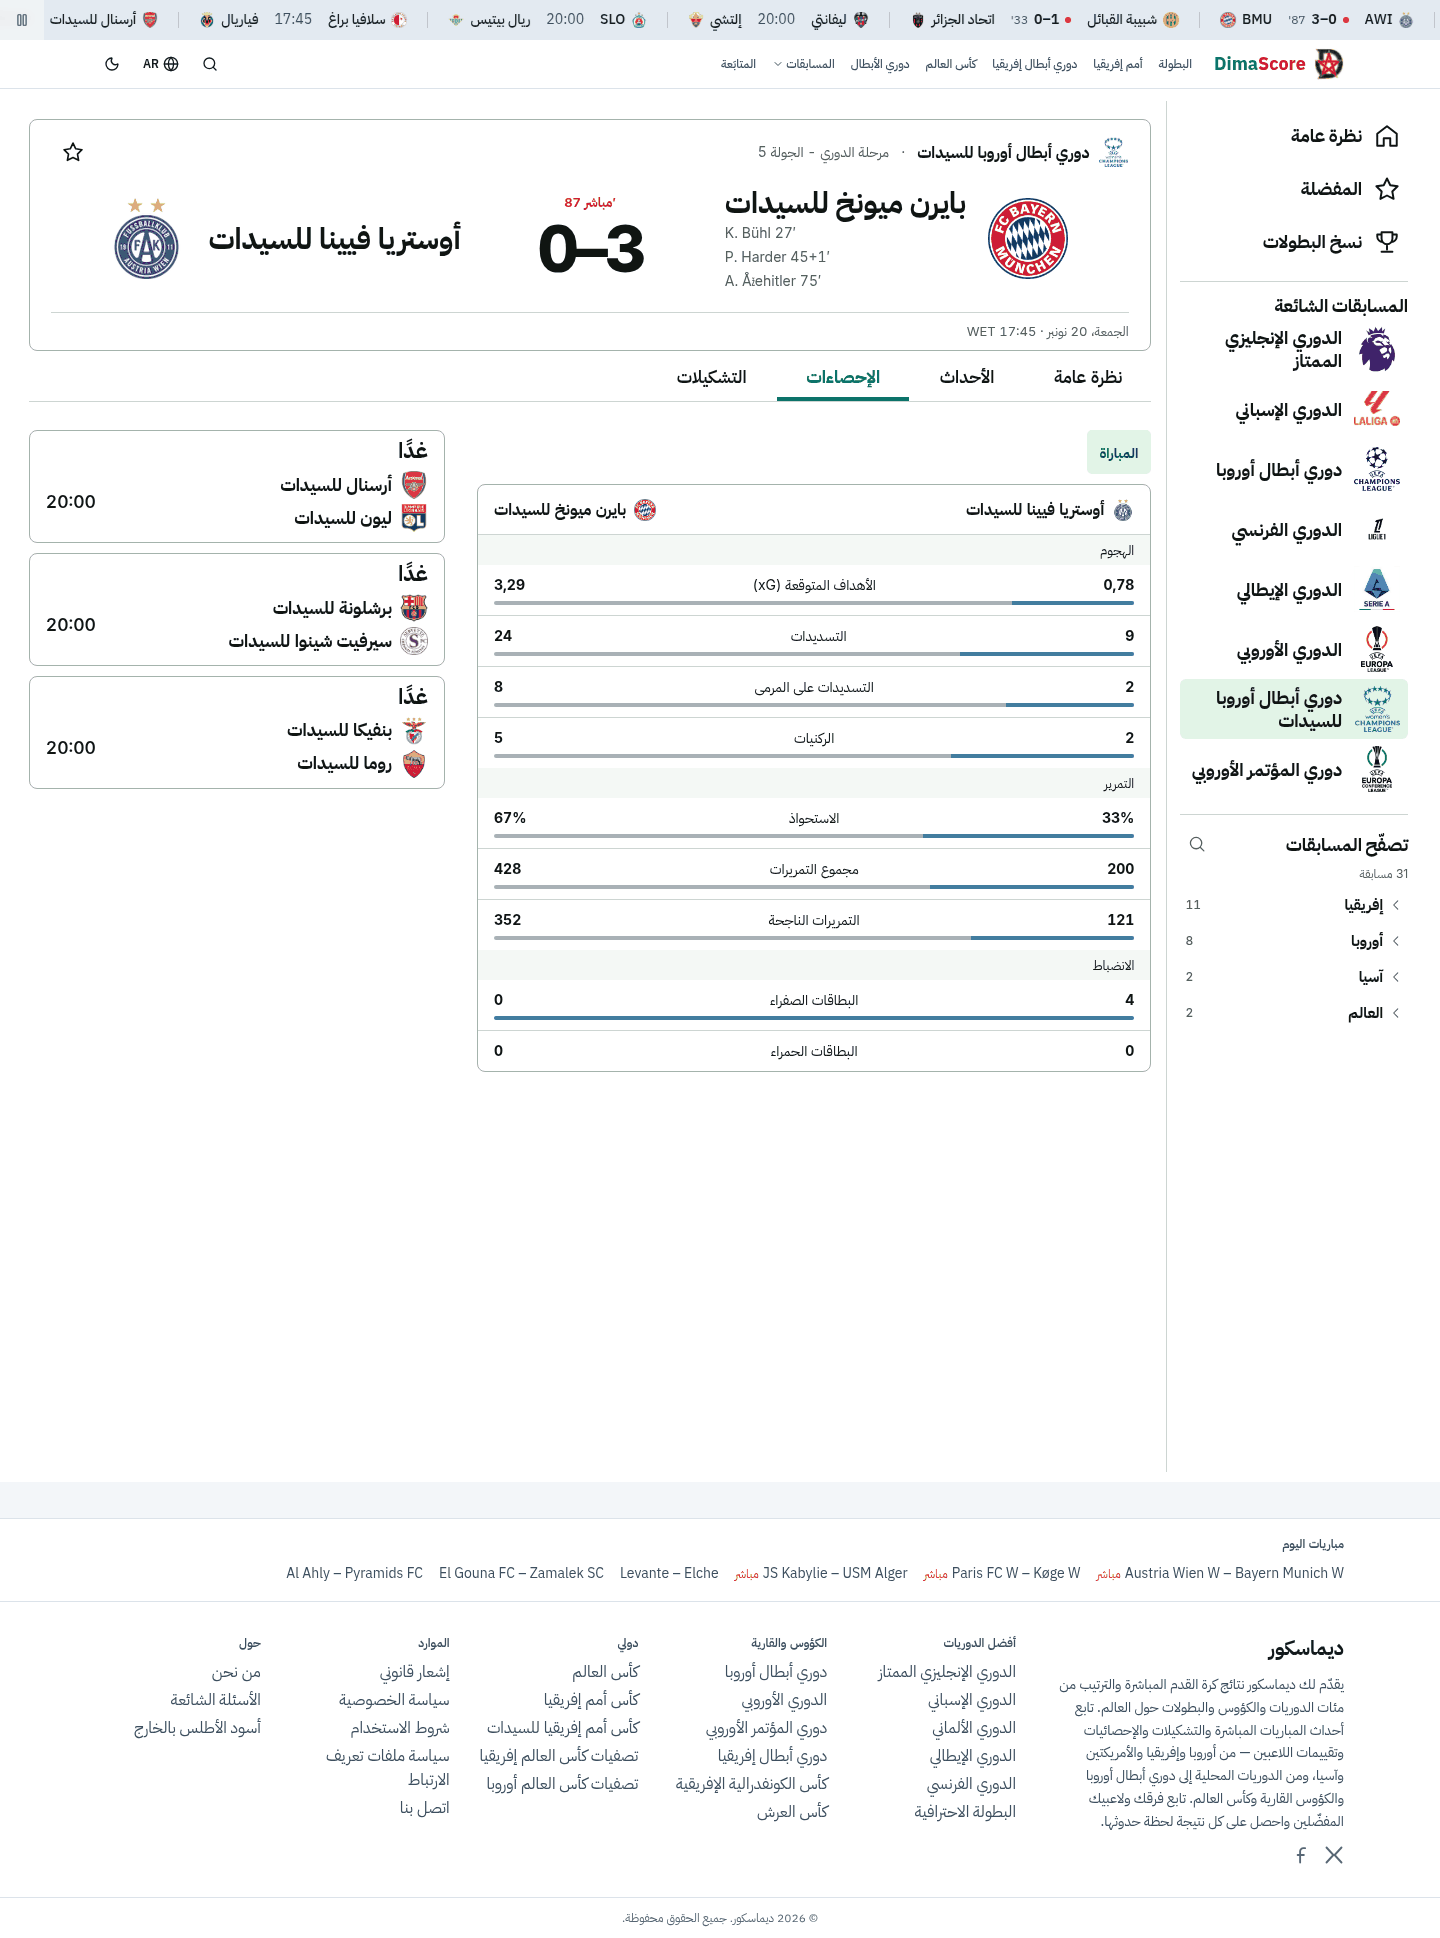 AWI
0–3
87'
BMU
شبيبة القبائل
0–1
33'
اتحاد الجزائر
ليفانتي
20:00
إلتشي
SLO
20:00
ريال بيتيس
سلافيا براغ
17:45
فياريال
أرسنال للسيدات
DimaScore
البطولة
أمم إفريقيا
دوري أبطال إفريقيا
كأس العالم
دوري الأبطال
المسابقات
المتابَعة
AR
نظرة عامة
المفضلة
نسخ البطولات
المسابقات الشائعة
الدوري الإنجليزي الممتاز
الدوري الإسباني
دوري أبطال أوروبا
الدوري الفرنسي
الدوري الإيطالي
الدوري الأوروبي
دوري أبطال أوروبا للسيدات
دوري المؤتمر الأوروبي
تصفّح المسابقات
31 مسابقة
إفريقيا
11
أوروبا
8
آسيا
2
العالم
2
دوري أبطال أوروبا للسيدات · مرحلة الدوري - الجولة 5
بايرن ميونخ للسيدات
K. Bühl 27’
P. Harder 45+1’
مباشر 87’
0–3
أوستريا فيينا للسيدات
الجمعة، 20 نونبر · 17:45 WET
نظرة عامة
الأحداث
الإحصاءات
التشكيلات
المباراة
أوستريا فيينا للسيدات
بايرن ميونخ للسيدات
الهجوم
0,78
الأهداف المتوقعة (xG)
3,29
9
التسديدات
24
2
التسديدات على المرمى
8
2
الركنيات
5
التمرير
33%
الاستحواذ
67%
200
مجموع التمريرات
428
121
التمريرات الناجحة
352
الانضباط
4
البطاقات الصفراء
0
0
البطاقات الحمراء
0
غدًا
أرسنال للسيدات
ليون للسيدات
20:00
غدًا
برشلونة للسيدات
سيرفيت شينوا للسيدات
20:00
غدًا
بنفيكا للسيدات
روما للسيدات
20:00
مباريات اليوم
Austria Wien W – Bayern Munich W مباشر
Paris FC W – Køge W مباشر
JS Kabylie – USM Alger مباشر
Levante – Elche
El Gouna FC – Zamalek SC
Al Ahly – Pyramids FC
ديماسكور
يقدّم لك ديماسكور نتائج كرة القدم المباشرة والترتيب من
مئات الدوريات والكؤوس والبطولات حول العالم. تابع
أحداث المباريات المباشرة والتشكيلات والإحصائيات
وتقييمات اللاعبين — من أوروبا وإفريقيا والأمريكتين
وآسيا، ومن الدوريات المحلية إلى دوري أبطال أوروبا
والكؤوس القارية وكأس العالم. تابع فرقك ولاعبيك
المفضّلين واحصل على كل نتيجة لحظة حدوثها.
أفضل الدوريات
الدوري الإنجليزي الممتاز
الدوري الإسباني
الدوري الألماني
الدوري الإيطالي
الدوري الفرنسي
البطولة الاحترافية
الكؤوس والقارية
دوري أبطال أوروبا
الدوري الأوروبي
دوري المؤتمر الأوروبي
دوري أبطال إفريقيا
كأس الكونفدرالية الإفريقية
كأس العرش
دولي
كأس العالم
كأس أمم إفريقيا
كأس أمم إفريقيا للسيدات
تصفيات كأس العالم إفريقيا
تصفيات كأس العالم أوروبا
الموارد
إشعار قانوني
سياسة الخصوصية
شروط الاستخدام
سياسة ملفات تعريف
الارتباط
اتصل بنا
حول
من نحن
الأسئلة الشائعة
أسود الأطلس بالخارج
© 2026 ديماسكور. جميع الحقوق محفوظة.